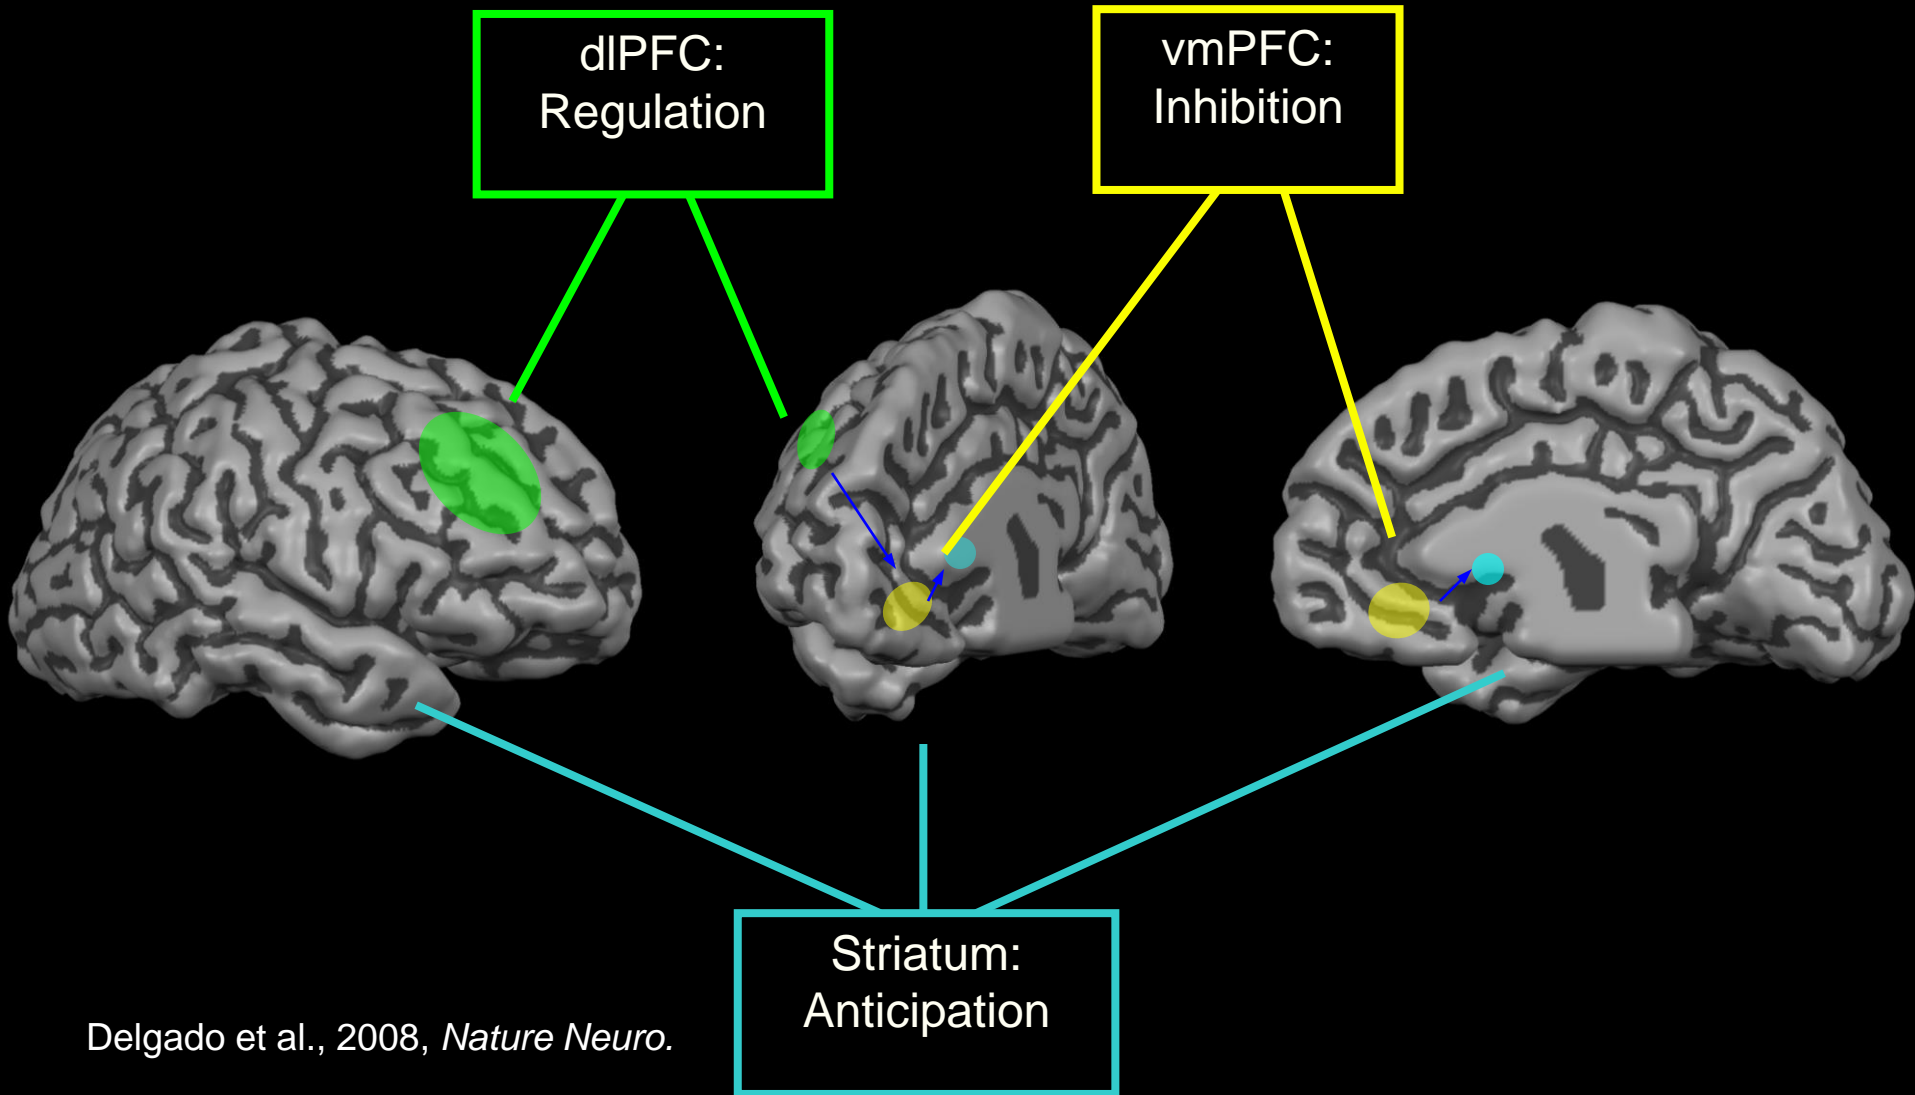 dlPFC:
Regulation
vmPFC:
Inhibition
Striatum:
Anticipation
Delgado et al., 2008, Nature Neuro.